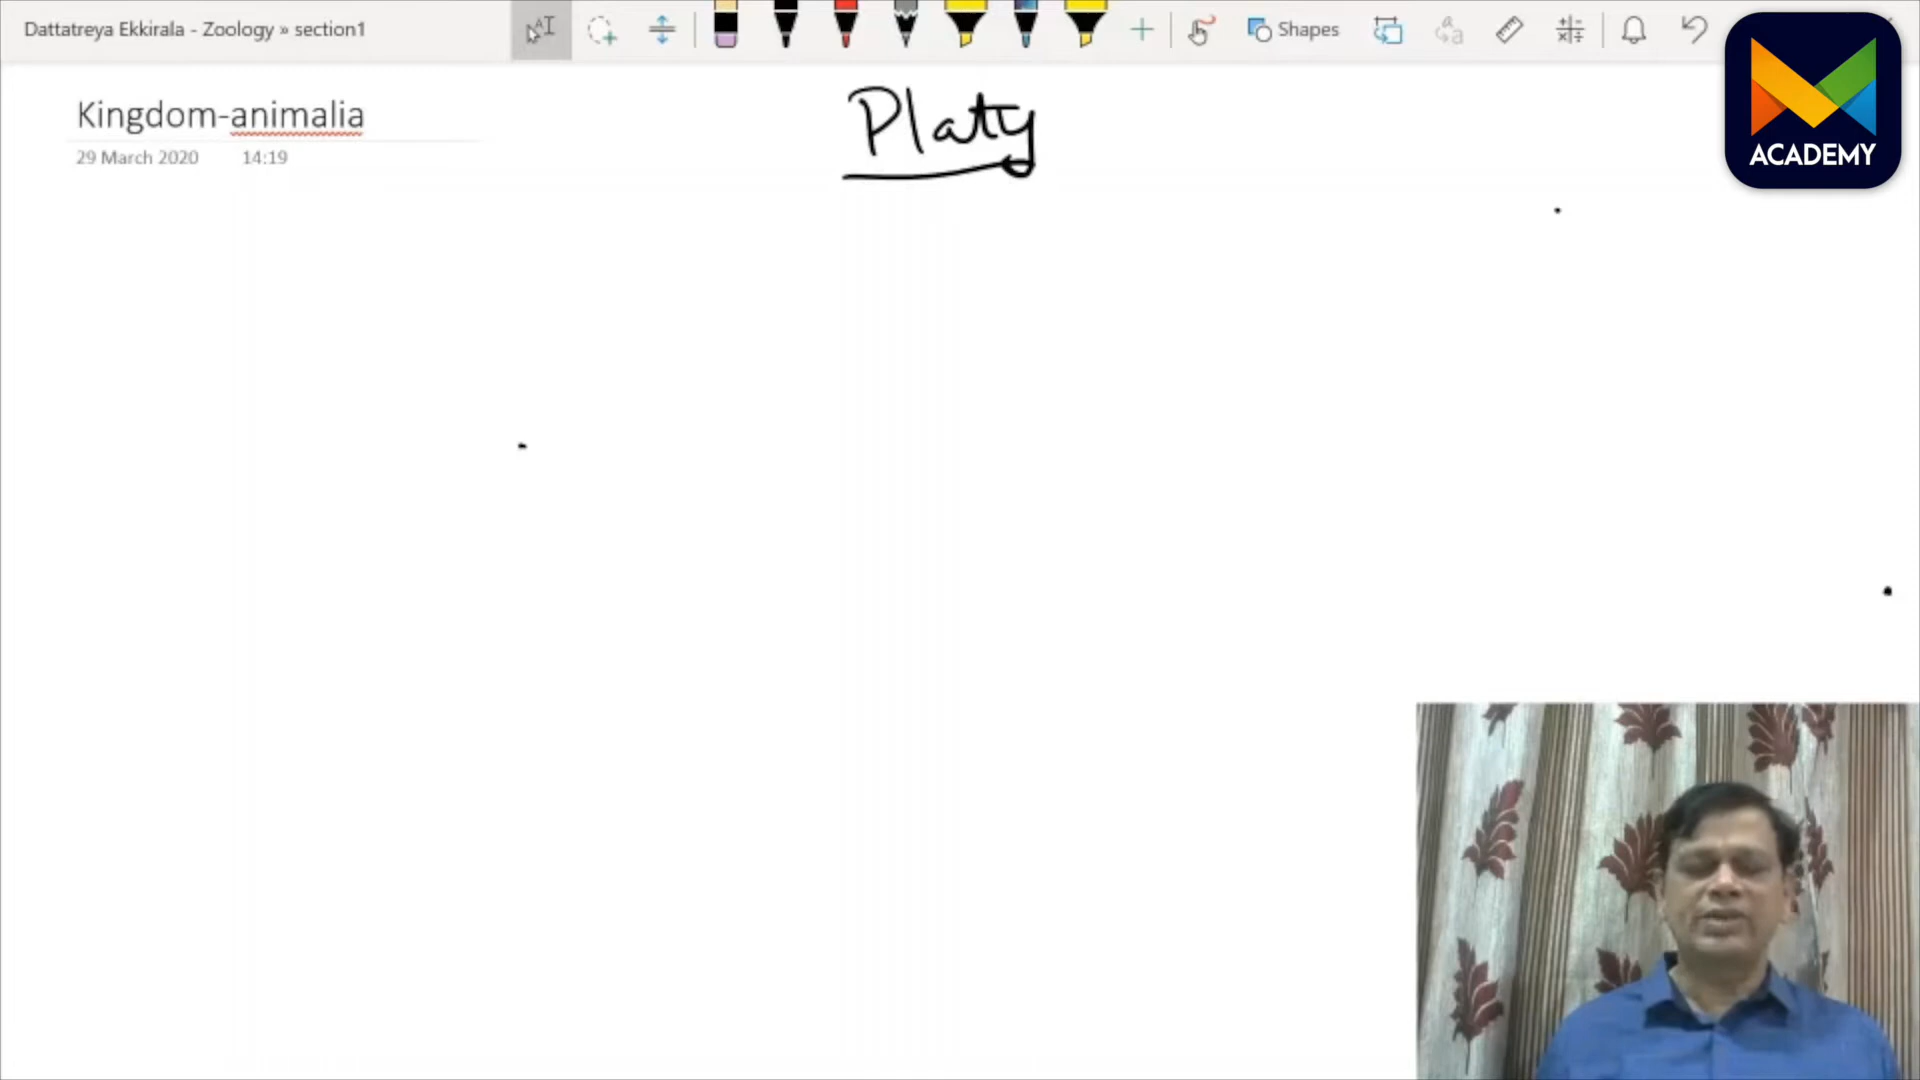 Dattatreya Ekkirala - Zoology » section1
Shapes
Kingdom-animalia
29 March 2020 14:19
Platy
ACADEMY